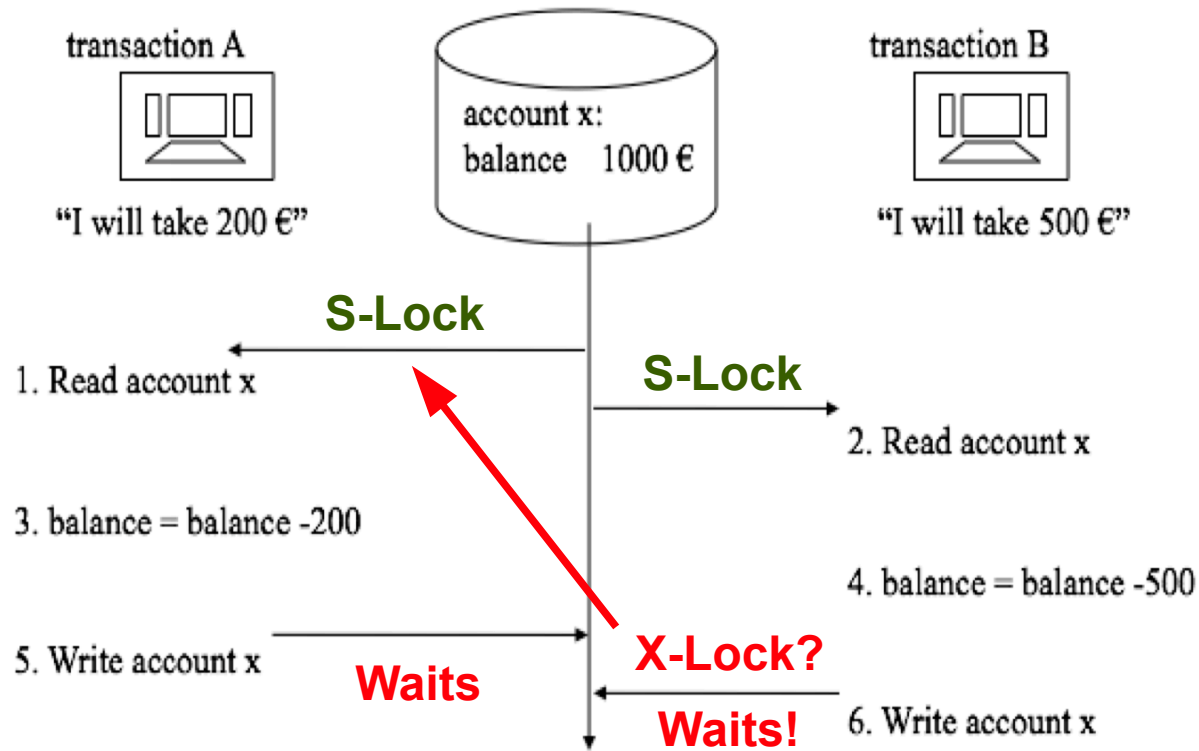 transaction A
transaction B
account x:
balance 1000 €
“I will take 200 €”
“I will take 500 €”
S-Lock
1. Read account x
S-Lock
2. Read account x
3. balance = balance -200
4. balance = balance -500
5. Write account x
Waits
X-Lock?
Waits!
6. Write account x